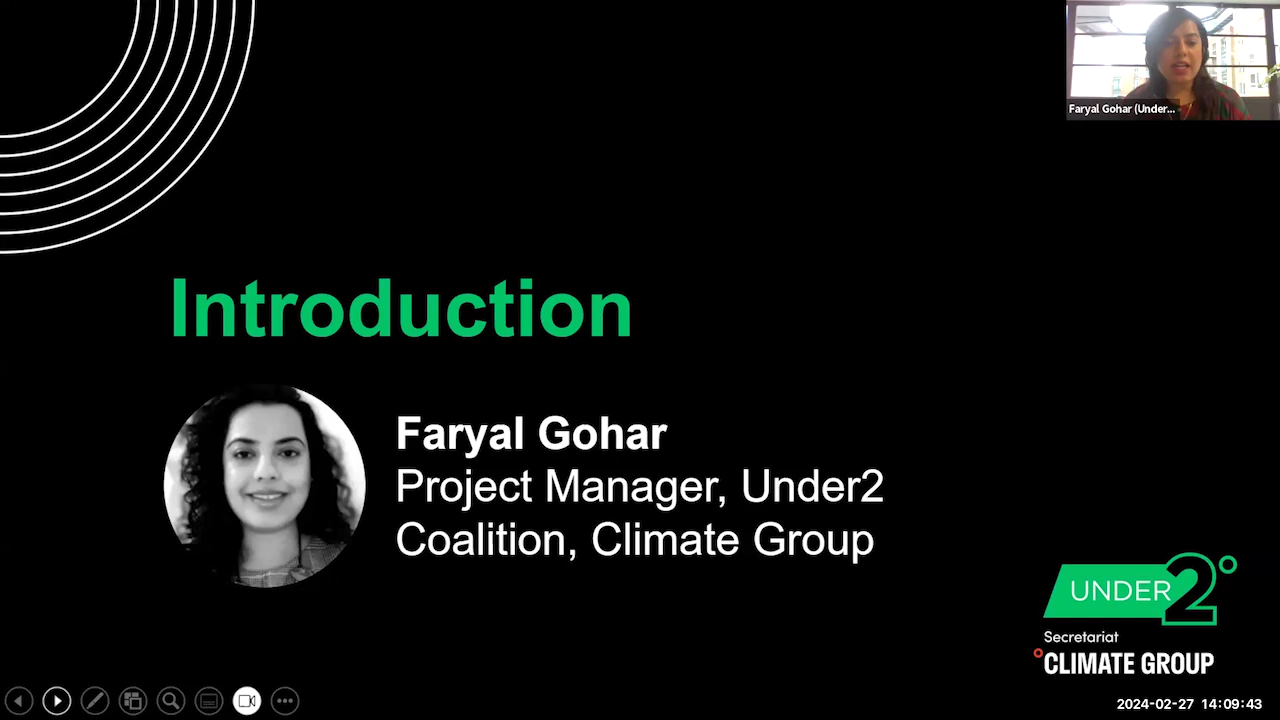 Faryal Gohar (Under...
Introduction
Faryal Gohar
Project Manager, Under2
Coalition, Climate Group
UNDER2°
Secretariat
°CLIMATE GROUP
2024-02-27 14:09:43